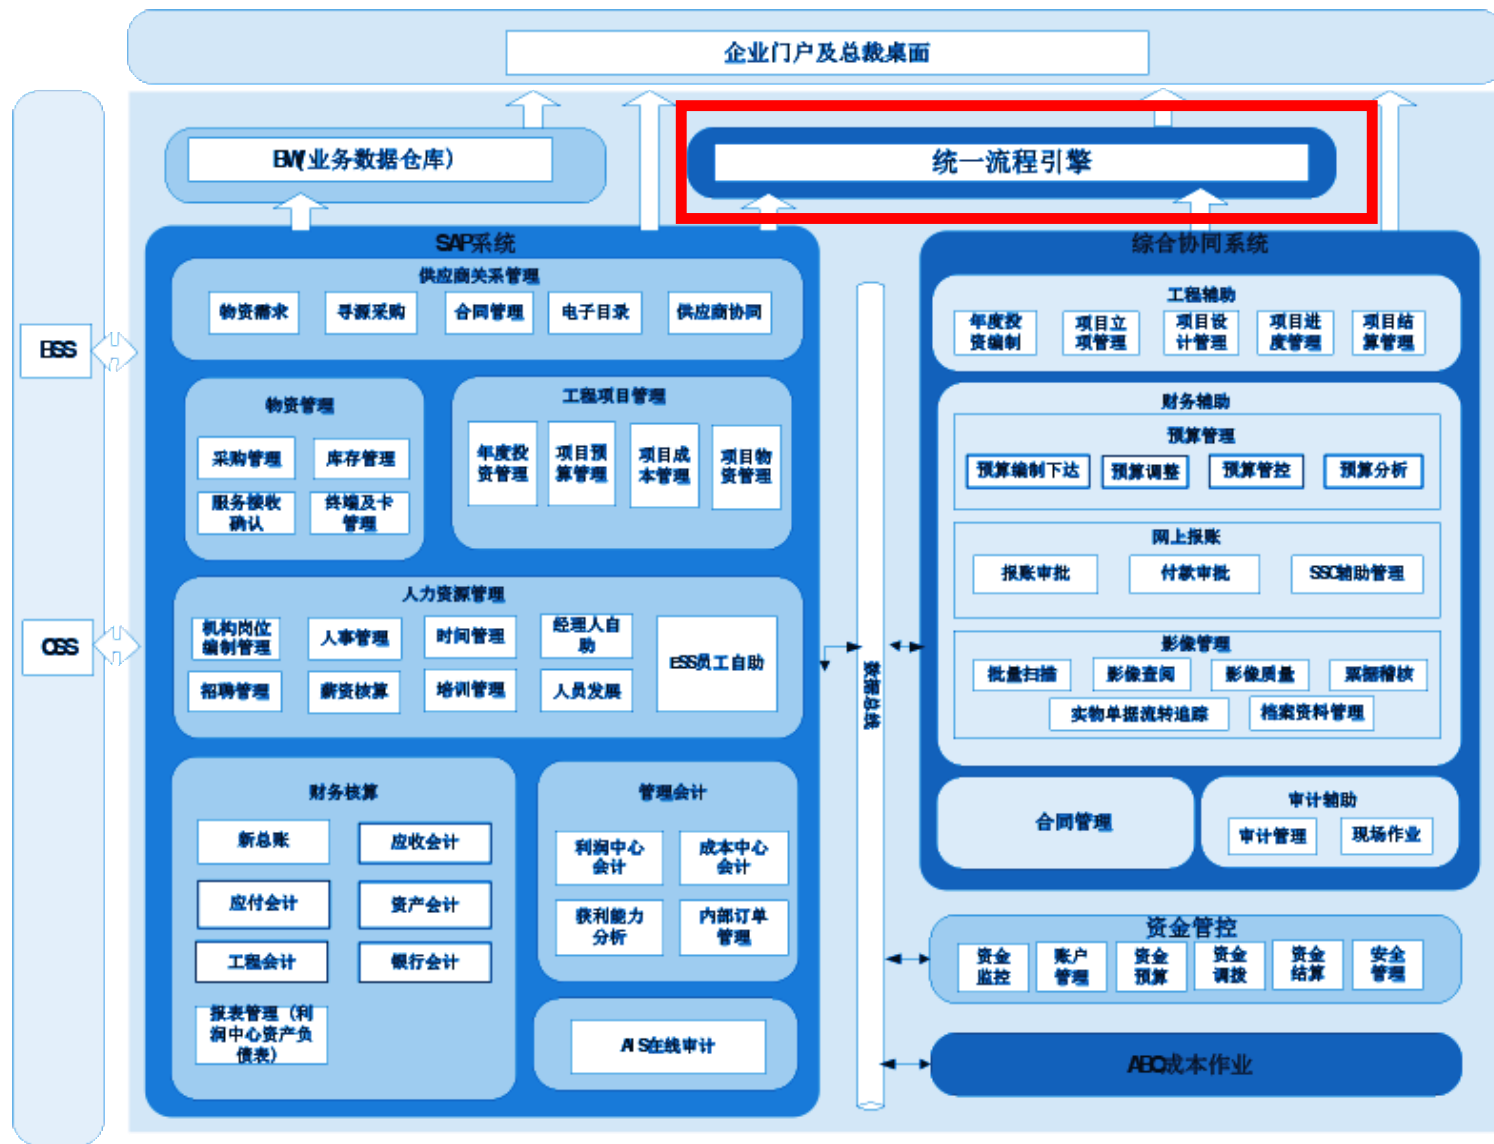 企业门户及总裁桌面
BW(业务数据仓库)
统一流程引擎
BSS
OSS
SAP系统
供应商关系管理
物资需求
寻源采购
合同管理
电子目录
供应商协同
物资管理
采购管理
库存管理
服务接收
确认
终端及卡
管理
工程项目管理
年度投
资管理
项目预
算管理
项目成
本管理
项目物
资管理
人力资源管理
机构岗位
编制管理
人事管理
时间管理
经理人自
助
ESS员工自助
招聘管理
薪资核算
培训管理
人员发展
财务核算
新总账
应收会计
应付会计
资产会计
工程会计
银行会计
报表管理（利
润中心资产负
债表）
管理会计
利润中心
会计
成本中心
会计
获利能力
分析
内部订单
管理
AIS在线审计
数据总线
综合协同系统
工程辅助
年度投
资编制
项目立
项管理
项目设
计管理
项目进
度管理
项目结
算管理
财务辅助
预算管理
预算编制下达
预算调整
预算管控
预算分析
网上报账
报账审批
付款审批
SSC辅助管理
影像管理
批量扫描
影像查阅
影像质量
票据稽核
实物单据流转追踪
档案资料管理
合同管理
审计辅助
审计管理
现场作业
资金管控
资金
监控
账户
管理
资金
预算
资金
调拨
资金
结算
安全
管理
ABC成本作业